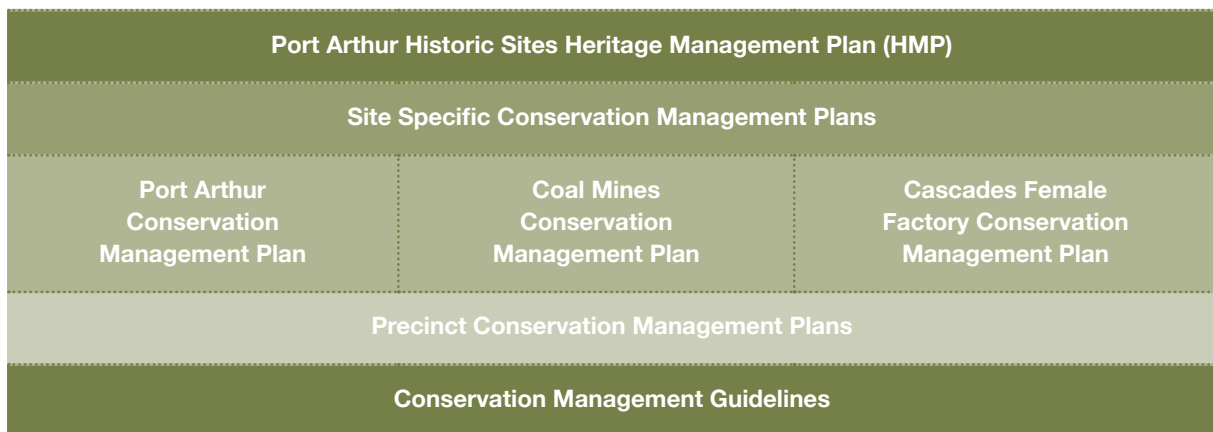 Port Arthur Historic Sites Heritage Management Plan (HMP)
Site Specific Conservation Management Plans
Port Arthur
Conservation
Management Plan
Coal Mines
Conservation
Management Plan
Cascades Female
Factory Conservation
Management Plan
Precinct Conservation Management Plans
Conservation Management Guidelines